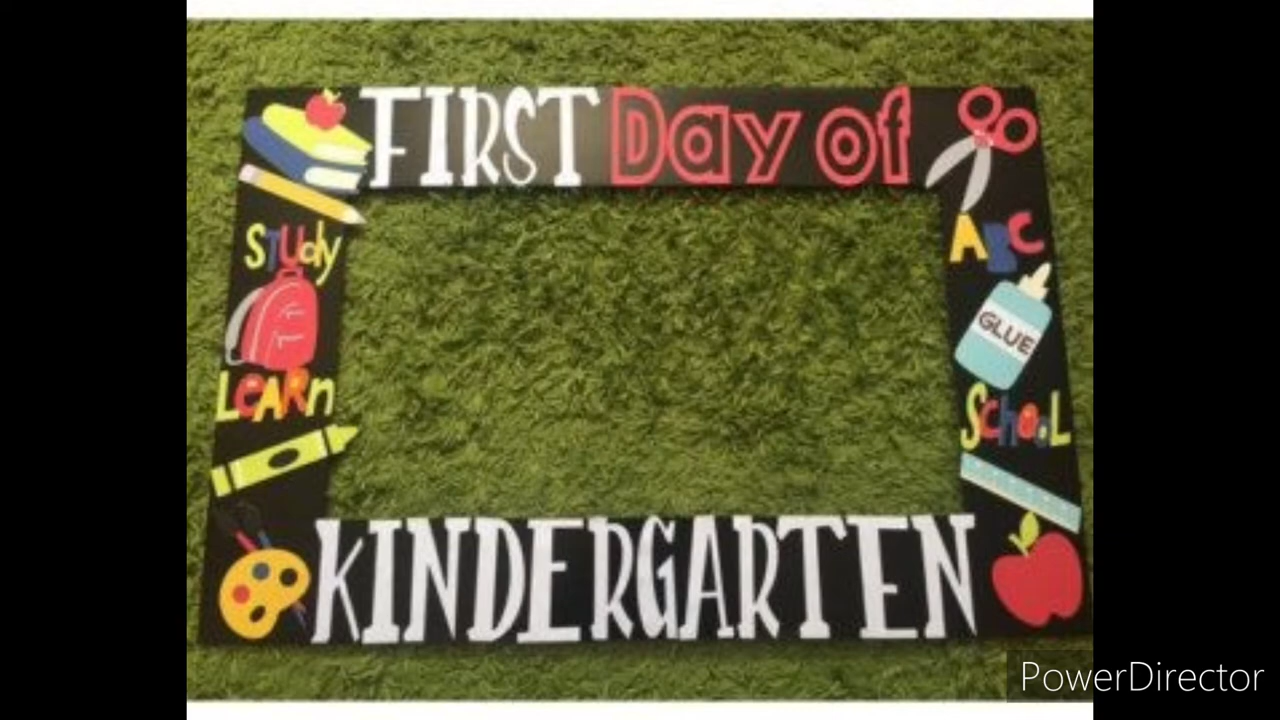 FIRST Day of
Study
LeARn
ABC
GLUE
SchooL
KINDERGARTEN
PowerDirector